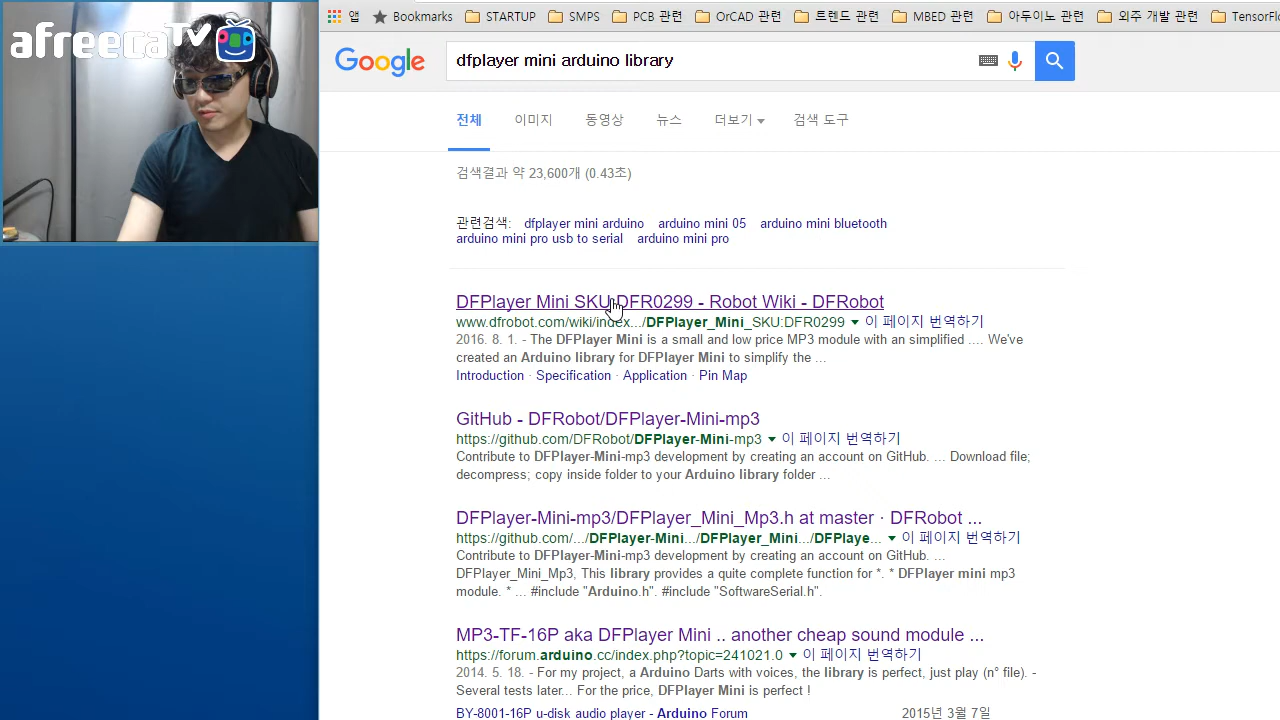 afreecaTV
앱 Bookmarks STARTUP SMPS PCB 관련 OrCAD 관련 트렌드 관련 MBED 관련 아두이노 관련 외주 개발 관련 TensorFlo
Google dfplayer mini arduino library
전체 이미지 동영상 뉴스 더보기 검색 도구
검색결과 약 23,600개 (0.43초)
관련검색: dfplayer mini arduino arduino mini 05 arduino mini bluetooth
arduino mini pro usb to serial arduino mini pro
DFPlayer Mini SKU:DFR0299 - Robot Wiki - DFRobot
www.dfrobot.com/wiki/index.../DFPlayer_Mini_SKU:DFR0299 이 페이지 번역하기
2016. 8. 1. - The DFPlayer Mini is a small and low price MP3 module with an simplified .... We've
created an Arduino library for DFPlayer Mini to simplify the ...
Introduction · Specification · Application · Pin Map
GitHub - DFRobot/DFPlayer-Mini-mp3
https://github.com/DFRobot/DFPlayer-Mini-mp3 이 페이지 번역하기
Contribute to DFPlayer-Mini-mp3 development by creating an account on GitHub. ... Download file;
decompress; copy inside folder to your Arduino library folder ...
DFPlayer-Mini-mp3/DFPlayer_Mini_Mp3.h at master · DFRobot ...
https://github.com/.../DFPlayer-Mini.../DFPlayer_Mini.../DFPlaye... 이 페이지 번역하기
Contribute to DFPlayer-Mini-mp3 development by creating an account on GitHub. ...
DFPlayer_Mini_Mp3, This library provides a quite complete function for *. * DFPlayer mini mp3
module. * ... #include "Arduino.h". #include "SoftwareSerial.h".
MP3-TF-16P aka DFPlayer Mini .. another cheap sound module ...
https://forum.arduino.cc/index.php?topic=241021.0 이 페이지 번역하기
2014. 5. 18. - For my project, a Arduino Darts with voices, the library is perfect, just play (n° file). -
Several tests later... For the price, DFPlayer Mini is perfect !
BY-8001-16P u-disk audio player - Arduino Forum 2015년 3월 7일